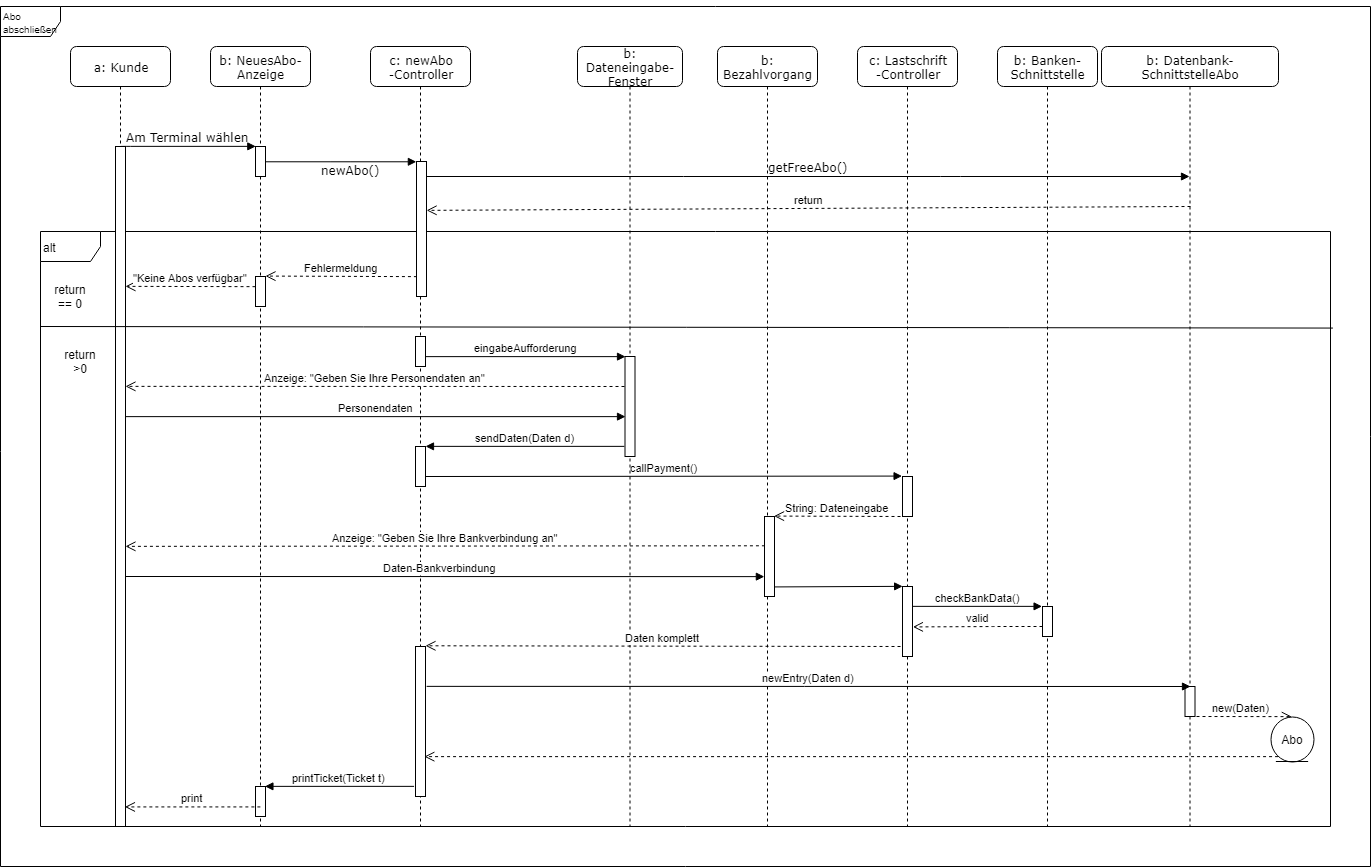 Abo
abschließen
a: Kunde
b: NeuesAbo-
Anzeige
c: newAbo
-Controller
b:
Dateneingabe-
Fenster
b:
Bezahlvorgang
c: Lastschrift
-Controller
b: Banken-
Schnittstelle
b: Datenbank-
SchnittstelleAbo
Am Terminal wählen
newAbo()
getFreeAbo()
return
alt
Fehlermeldung
"Keine Abos verfügbar"
return
== 0
return
>0
eingabeAufforderung
Anzeige: "Geben Sie Ihre Personendaten an"
Personendaten
sendDaten(Daten d)
callPayment()
String: Dateneingabe
Anzeige: "Geben Sie Ihre Bankverbindung an"
Daten-Bankverbindung
checkBankData()
valid
Daten komplett
newEntry(Daten d)
new(Daten)
Abo
printTicket(Ticket t)
print